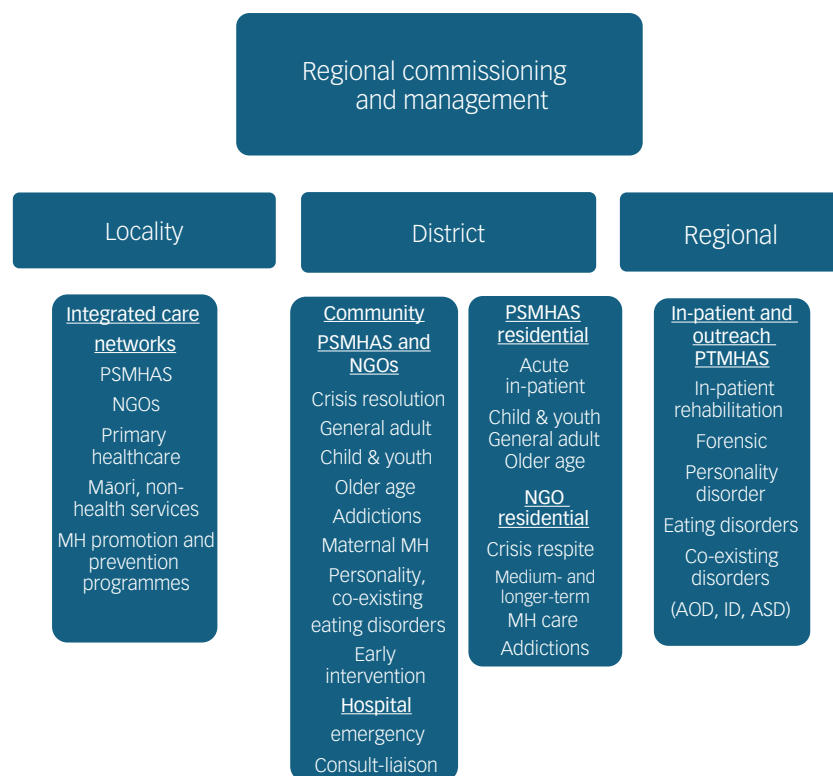 Regional commissioning
and management
Locality
District
Regional
Integrated care
networks
PSMHAS
NGOs
Primary
healthcare
Māori, non-
health services
MH promotion and
prevention
programmes
Community
PSMHAS and
NGOs
Crisis resolution
General adult
Child & youth
Older age
Addictions
Maternal MH
Personality,
co-existing
eating disorders
Early
intervention
Hospital
emergency
Consult-liaison
PSMHAS
residential
Acute
in-patient
Child & youth
General adult
Older age
NGO
residential
Crisis respite
Medium- and
longer-term
MH care
Addictions
In-patient and
outreach
PTMHAS
In-patient
rehabilitation
Forensic
Personality
disorder
Eating disorders
Co-existing
disorders
(AOD, ID, ASD)